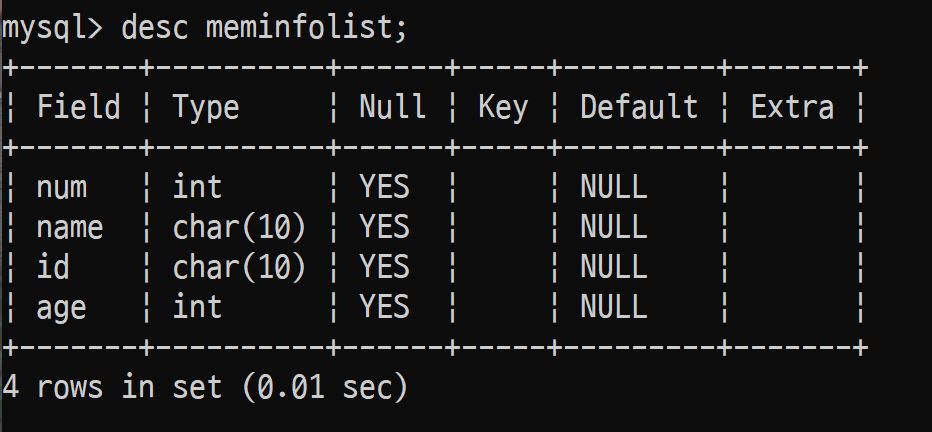 mysql> desc meminfolist;
+-------+----------+------+-----+---------+-------+
| Field | Type     | Null | Key | Default | Extra |
+-------+----------+------+-----+---------+-------+
| num   | int      | YES  |     | NULL    |       |
| name  | char(10) | YES  |     | NULL    |       |
| id    | char(10) | YES  |     | NULL    |       |
| age   | int      | YES  |     | NULL    |       |
+-------+----------+------+-----+---------+-------+
4 rows in set (0.01 sec)